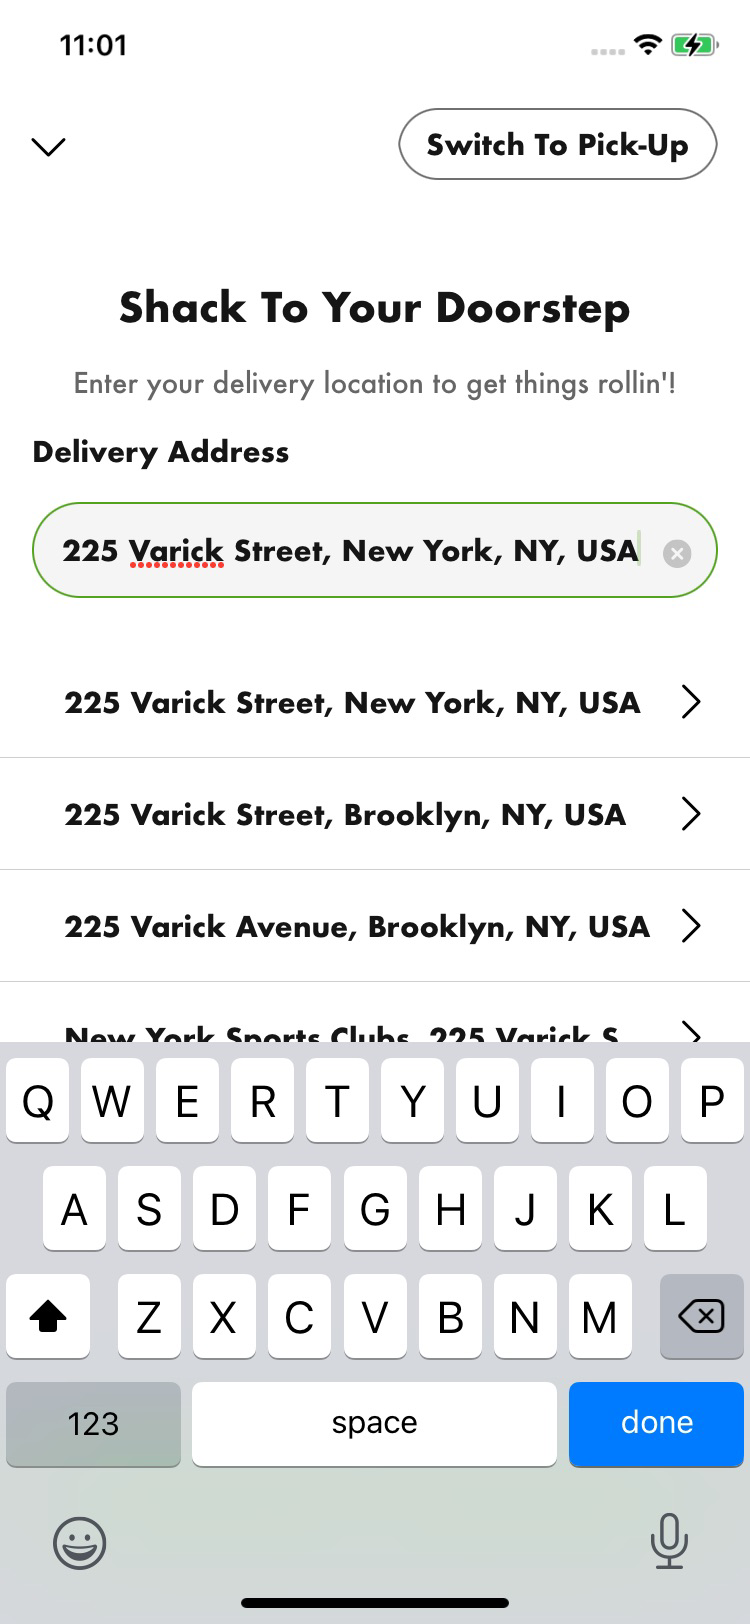 11:01
Switch To Pick-Up
Shack To Your Doorstep
Enter your delivery location to get things rollin'!
Delivery Address
225 Varick Street, New York, NY, USA
225 Varick Street, New York, NY, USA
225 Varick Street, Brooklyn, NY, USA
225 Varick Avenue, Brooklyn, NY, USA
New York Sports Clubs, 225 Varick S
Q W E R T Y U I O P
A S D F G H J K L
Z X C V B N M
123 space done